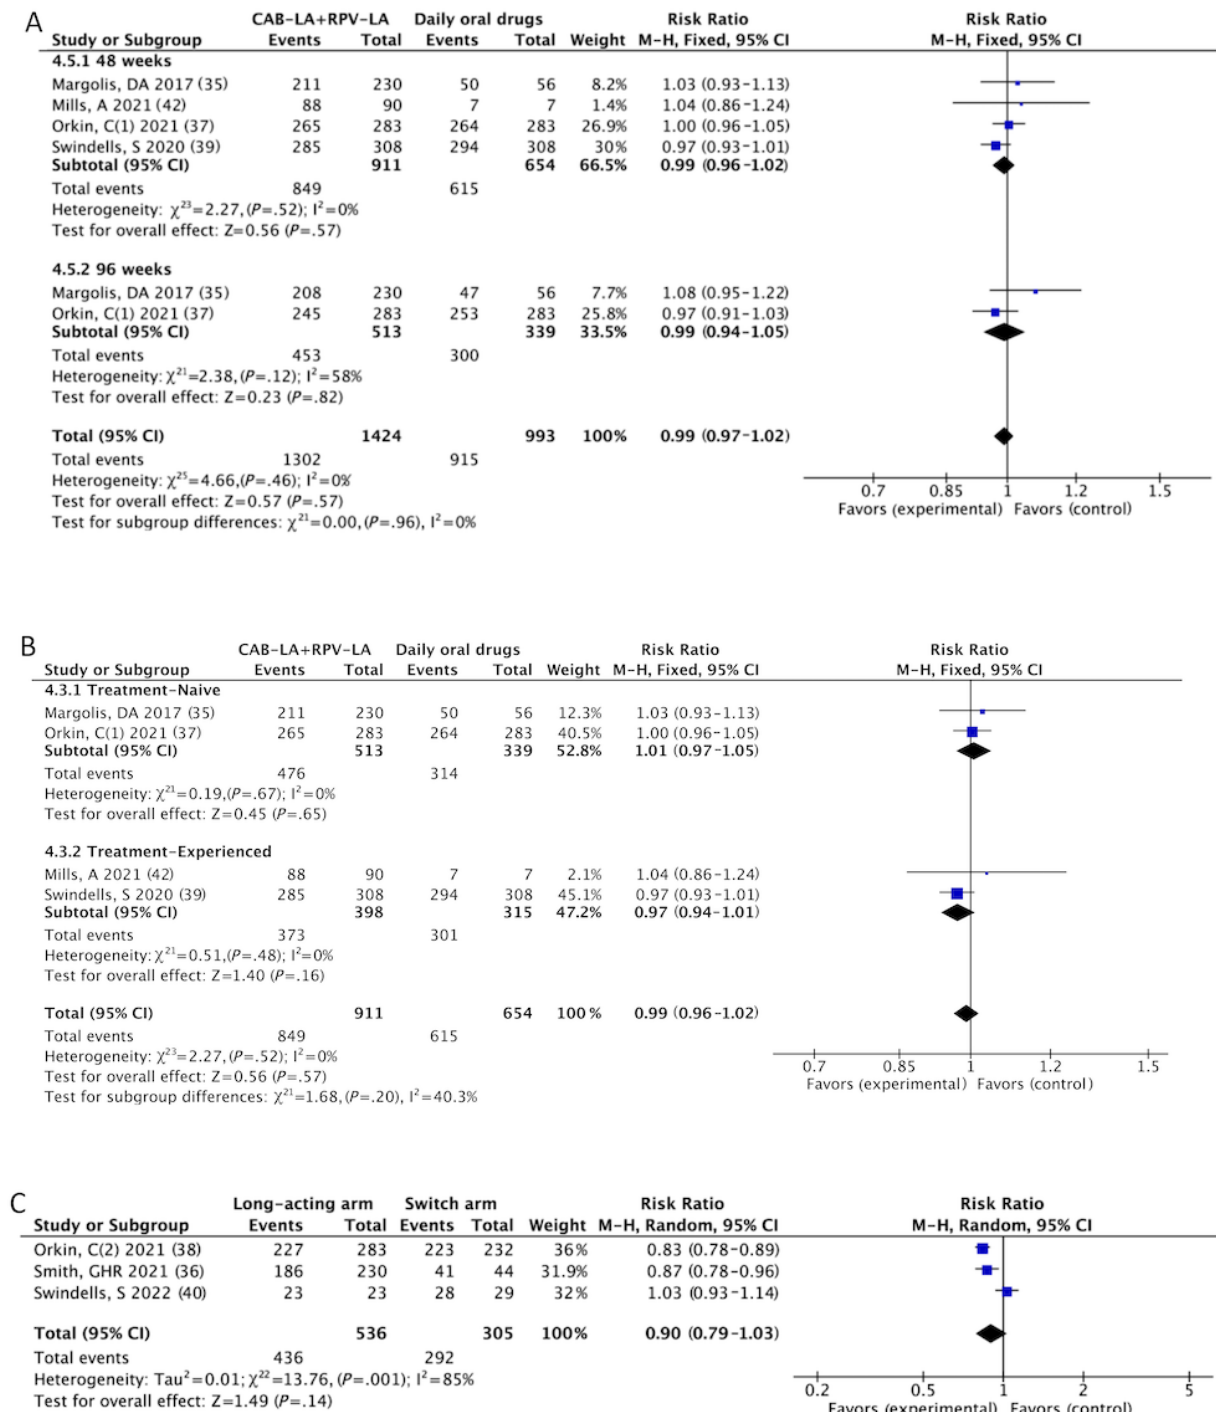 A
CAB-LA+RPV-LA Daily oral drugs Risk Ratio Risk Ratio
Study or Subgroup Events Total Events Total Weight M-H, Fixed, 95% CI M-H, Fixed, 95% CI
4.5.1 48 weeks
Margolis, DA 2017 (35) 211 230 50 56 8.2% 1.03 (0.93-1.13)
Mills, A 2021 (42) 88 90 7 7 1.4% 1.04 (0.86-1.24)
Orkin, C(1) 2021 (37) 265 283 264 283 26.9% 1.00 (0.96-1.05)
Swindells, S 2020 (39) 285 308 294 308 30% 0.97 (0.93-1.01)
Subtotal (95% CI) 911 654 66.5% 0.99 (0.96-1.02)
Total events 849 615
Heterogeneity: χ²³=2.27, (P=.52); I²=0%
Test for overall effect: Z=0.56 (P=.57)
4.5.2 96 weeks
Margolis, DA 2017 (35) 208 230 47 56 7.7% 1.08 (0.95-1.22)
Orkin, C(1) 2021 (37) 245 283 253 283 25.8% 0.97 (0.91-1.03)
Subtotal (95% CI) 513 339 33.5% 0.99 (0.94-1.05)
Total events 453 300
Heterogeneity: χ²¹=2.38, (P=.12); I²=58%
Test for overall effect: Z=0.23 (P=.82)
Total (95% CI) 1424 993 100% 0.99 (0.97-1.02)
Total events 1302 915
Heterogeneity: χ²⁵=4.66, (P=.46); I²=0%
Test for overall effect: Z=0.57 (P=.57)
Test for subgroup differences: χ²¹=0.00, (P=.96), I²=0%
0.7 0.85 1 1.2 1.5
Favors (experimental) Favors (control)
B
CAB-LA+RPV-LA Daily oral drugs Risk Ratio Risk Ratio
Study or Subgroup Events Total Events Total Weight M-H, Fixed, 95% CI M-H, Fixed, 95% CI
4.3.1 Treatment-Naive
Margolis, DA 2017 (35) 211 230 50 56 12.3% 1.03 (0.93-1.13)
Orkin, C(1) 2021 (37) 265 283 264 283 40.5% 1.00 (0.96-1.05)
Subtotal (95% CI) 513 339 52.8% 1.01 (0.97-1.05)
Total events 476 314
Heterogeneity: χ²¹=0.19,(P=.67); I²=0%
Test for overall effect: Z=0.45 (P=.65)
4.3.2 Treatment-Experienced
Mills, A 2021 (42) 88 90 7 7 2.1% 1.04 (0.86-1.24)
Swindells, S 2020 (39) 285 308 294 308 45.1% 0.97 (0.93-1.01)
Subtotal (95% CI) 398 315 47.2% 0.97 (0.94-1.01)
Total events 373 301
Heterogeneity: χ²¹=0.51,(P=.48); I²=0%
Test for overall effect: Z=1.40 (P=.16)
Total (95% CI) 911 654 100 % 0.99 (0.96-1.02)
Total events 849 615
Heterogeneity: χ²³=2.27, (P=.52); I²=0%
Test for overall effect: Z=0.56 (P=.57)
Test for subgroup differences: χ²¹=1.68, (P=.20), I²=40.3%
0.7 0.85 1 1.2 1.5
Favors (experimental) Favors (control)
C
Long-acting arm Switch arm Risk Ratio Risk Ratio
Study or Subgroup Events Total Events Total Weight M-H, Random, 95% CI M-H, Random, 95% CI
Orkin, C(2) 2021 (38) 227 283 223 232 36% 0.83 (0.78-0.89)
Smith, GHR 2021 (36) 186 230 41 44 31.9% 0.87 (0.78-0.96)
Swindells, S 2022 (40) 23 23 28 29 32% 1.03 (0.93-1.14)
Total (95% CI) 536 305 100% 0.90 (0.79-1.03)
Total events 436 292
Heterogeneity: Tau²=0.01; χ²²=13.76, (P=.001); I²=85%
Test for overall effect: Z=1.49 (P=.14)
0.2 0.5 1 2 5
Favors (experimental) Favors (control)